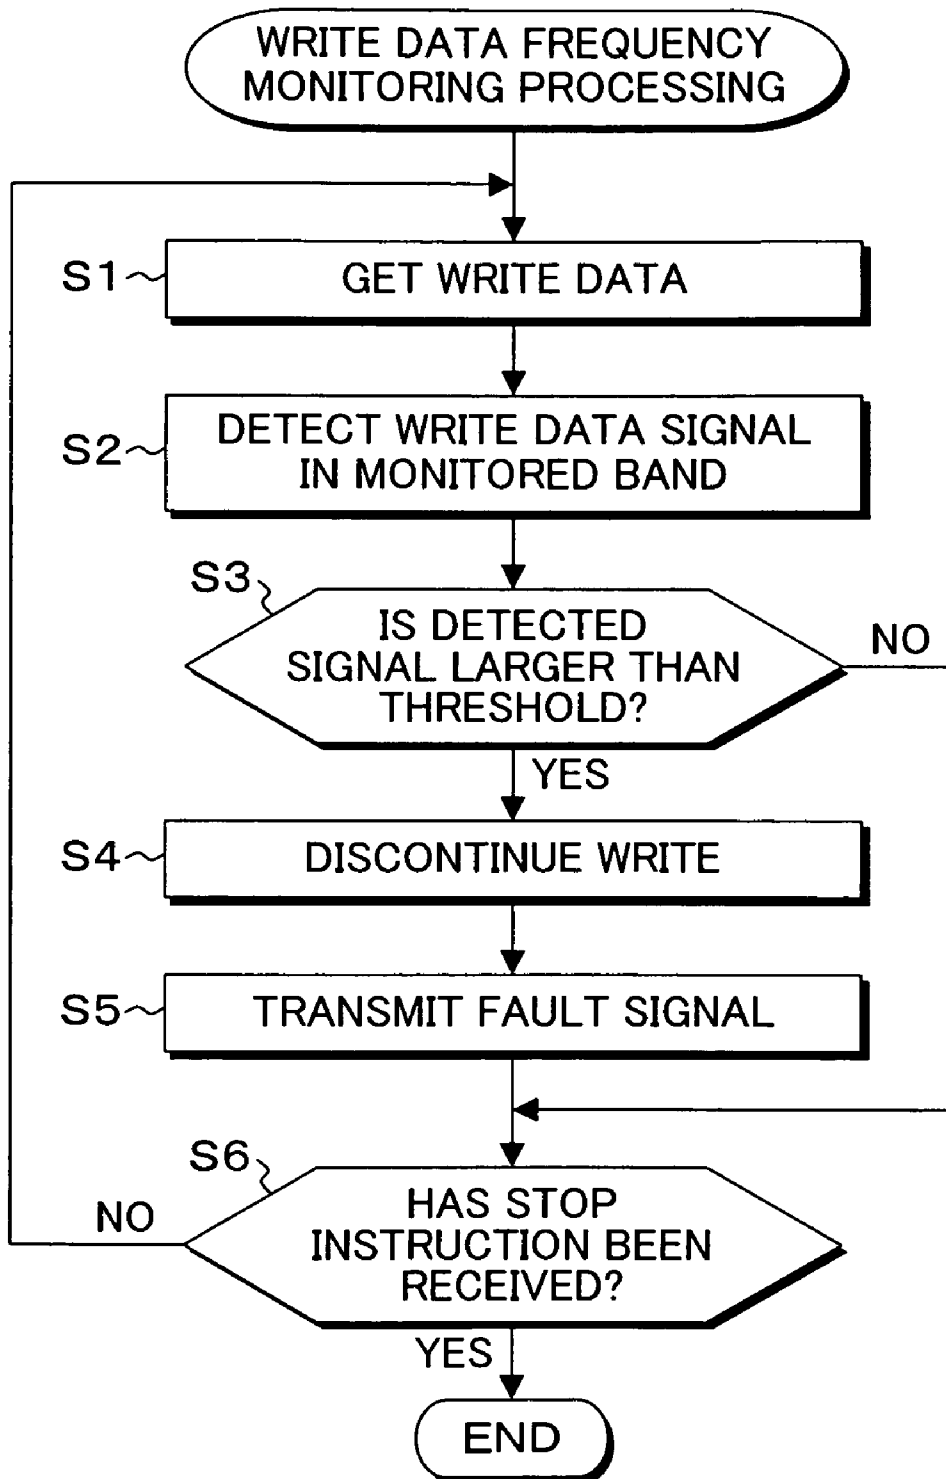 WRITE DATA FREQUENCY
MONITORING PROCESSING
S1
GET WRITE DATA
S2
DETECT WRITE DATA SIGNAL
IN MONITORED BAND
S3
IS DETECTED
SIGNAL LARGER THAN
THRESHOLD?
NO
YES
S4
DISCONTINUE WRITE
S5
TRANSMIT FAULT SIGNAL
S6
HAS STOP
INSTRUCTION BEEN
RECEIVED?
NO
YES
END